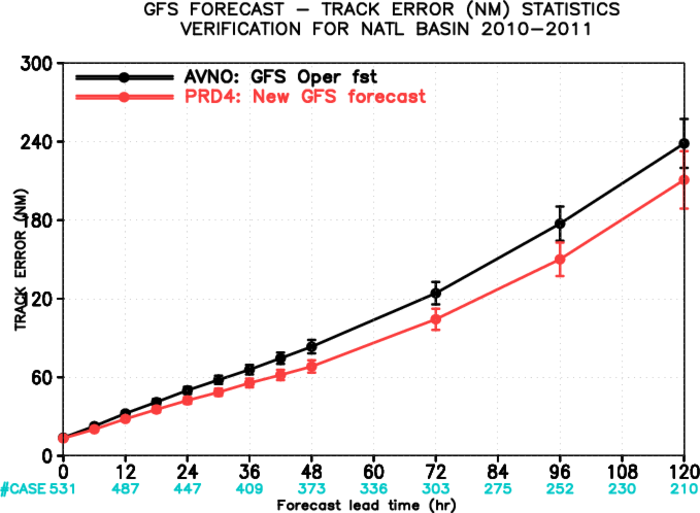 GFS FORECAST – TRACK ERROR (NM) STATISTICS
VERIFICATION FOR NATL BASIN 2010–2011
AVNO: GFS Oper fst
PRD4: New GFS forecast
TRACK ERROR (NM)
300
240
180
120
60
0
0 12 24 36 48 60 72 84 96 108 120
#CASE 531 487 447 409 373 336 303 275 252 230 210
Forecast lead time (hr)